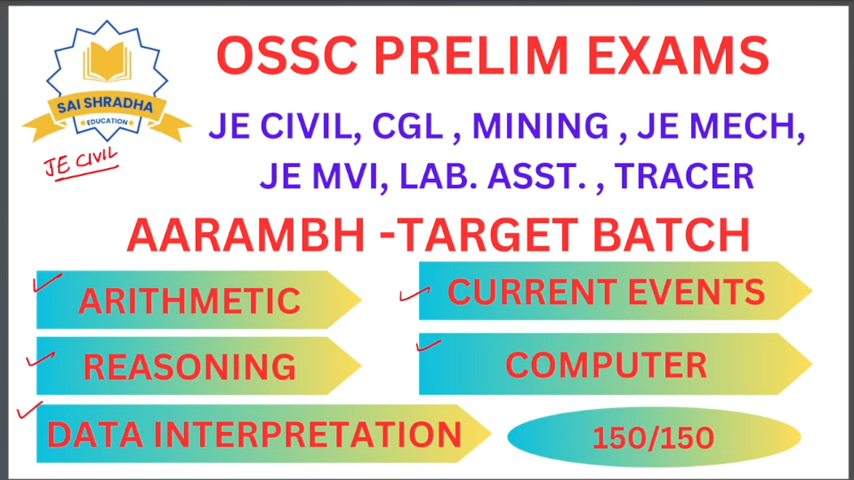 OSSC PRELIM EXAMS
SAI SHRADHA
EDUCATION
JE CIVIL
JE CIVIL, CGL , MINING , JE MECH,
JE MVI, LAB. ASST. , TRACER
AARAMBH -TARGET BATCH
ARITHMETIC
CURRENT EVENTS
REASONING
COMPUTER
DATA INTERPRETATION
150/150